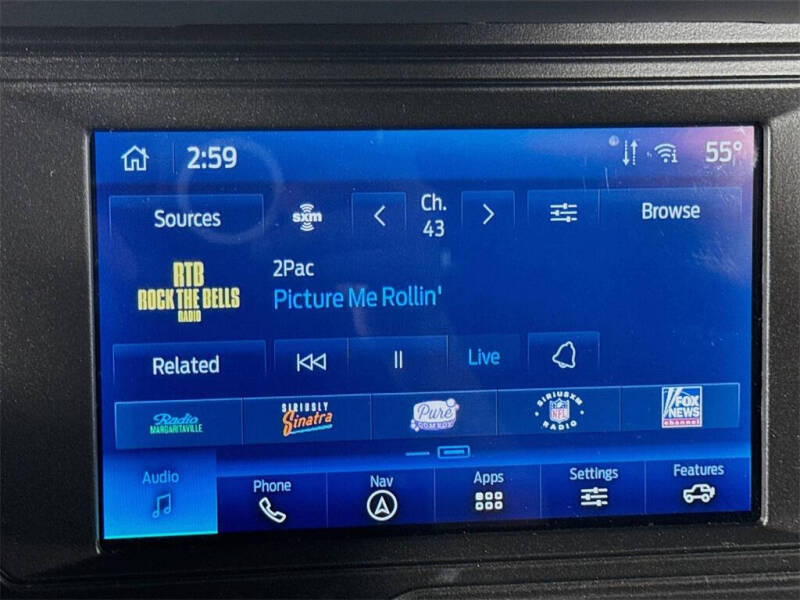 2:59
55°
Sources
sxm
Ch.
43
Browse
RTB
ROCK THE BELLS
RADIO
2Pac
Picture Me Rollin'
Related
Live
Radio
MARGARITAVILLE
SIRIUSLY
Sinatra
Pure
COMEDY
SIRIUSXM
NFL
RADIO
FOX
NEWS
channel
Audio
Phone
Nav
Apps
Settings
Features